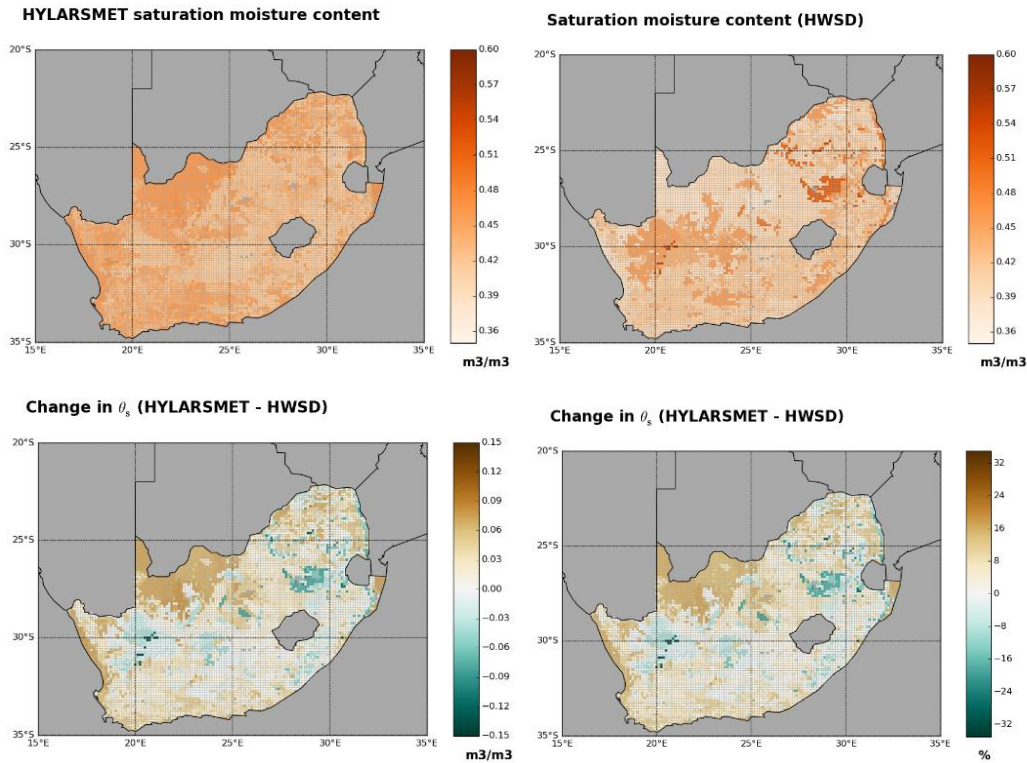 HYLARSMET saturation moisture content
20°S
25°S
30°S
35°S
15°E
20°E
25°E
30°E
35°E
0.60
0.57
0.54
0.51
0.48
0.45
0.42
0.39
0.36
m3/m3
Saturation moisture content (HWSD)
20°S
25°S
30°S
35°S
15°E
20°E
25°E
30°E
35°E
0.60
0.57
0.54
0.51
0.48
0.45
0.42
0.39
0.36
m3/m3
Change in θs (HYLARSMET - HWSD)
20°S
25°S
30°S
35°S
15°E
20°E
25°E
30°E
35°E
0.15
0.12
0.09
0.06
0.03
0.00
−0.03
−0.06
−0.09
−0.12
−0.15
m3/m3
Change in θs (HYLARSMET - HWSD)
20°S
25°S
30°S
35°S
15°E
20°E
25°E
30°E
35°E
32
24
16
8
0
−8
−16
−24
−32
%